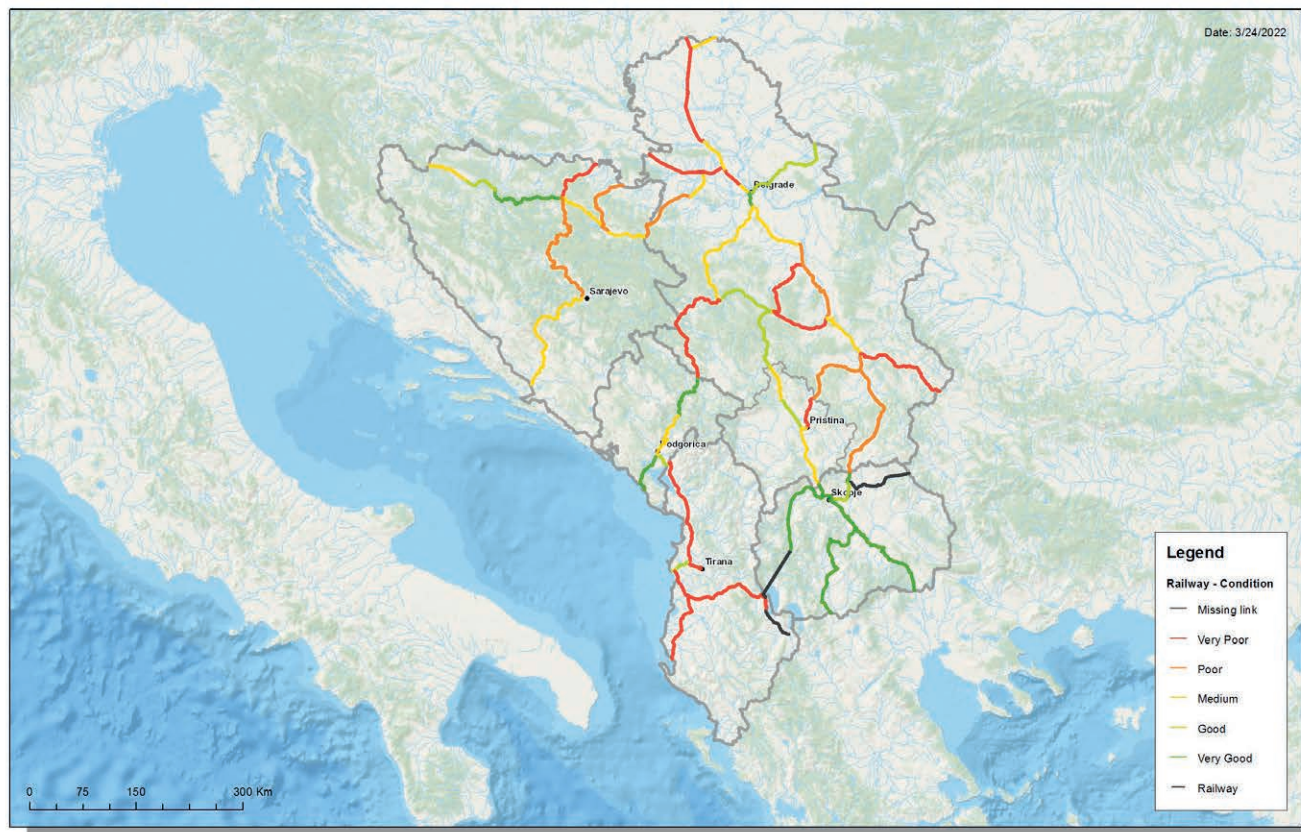 Date: 3/24/2022
Belgrade
Sarajevo
Pristina
Podgorica
Skopje
Tirana
Legend
Railway - Condition
Missing link
Very Poor
Poor
Medium
Good
Very Good
Railway
0 75 150 300 Km